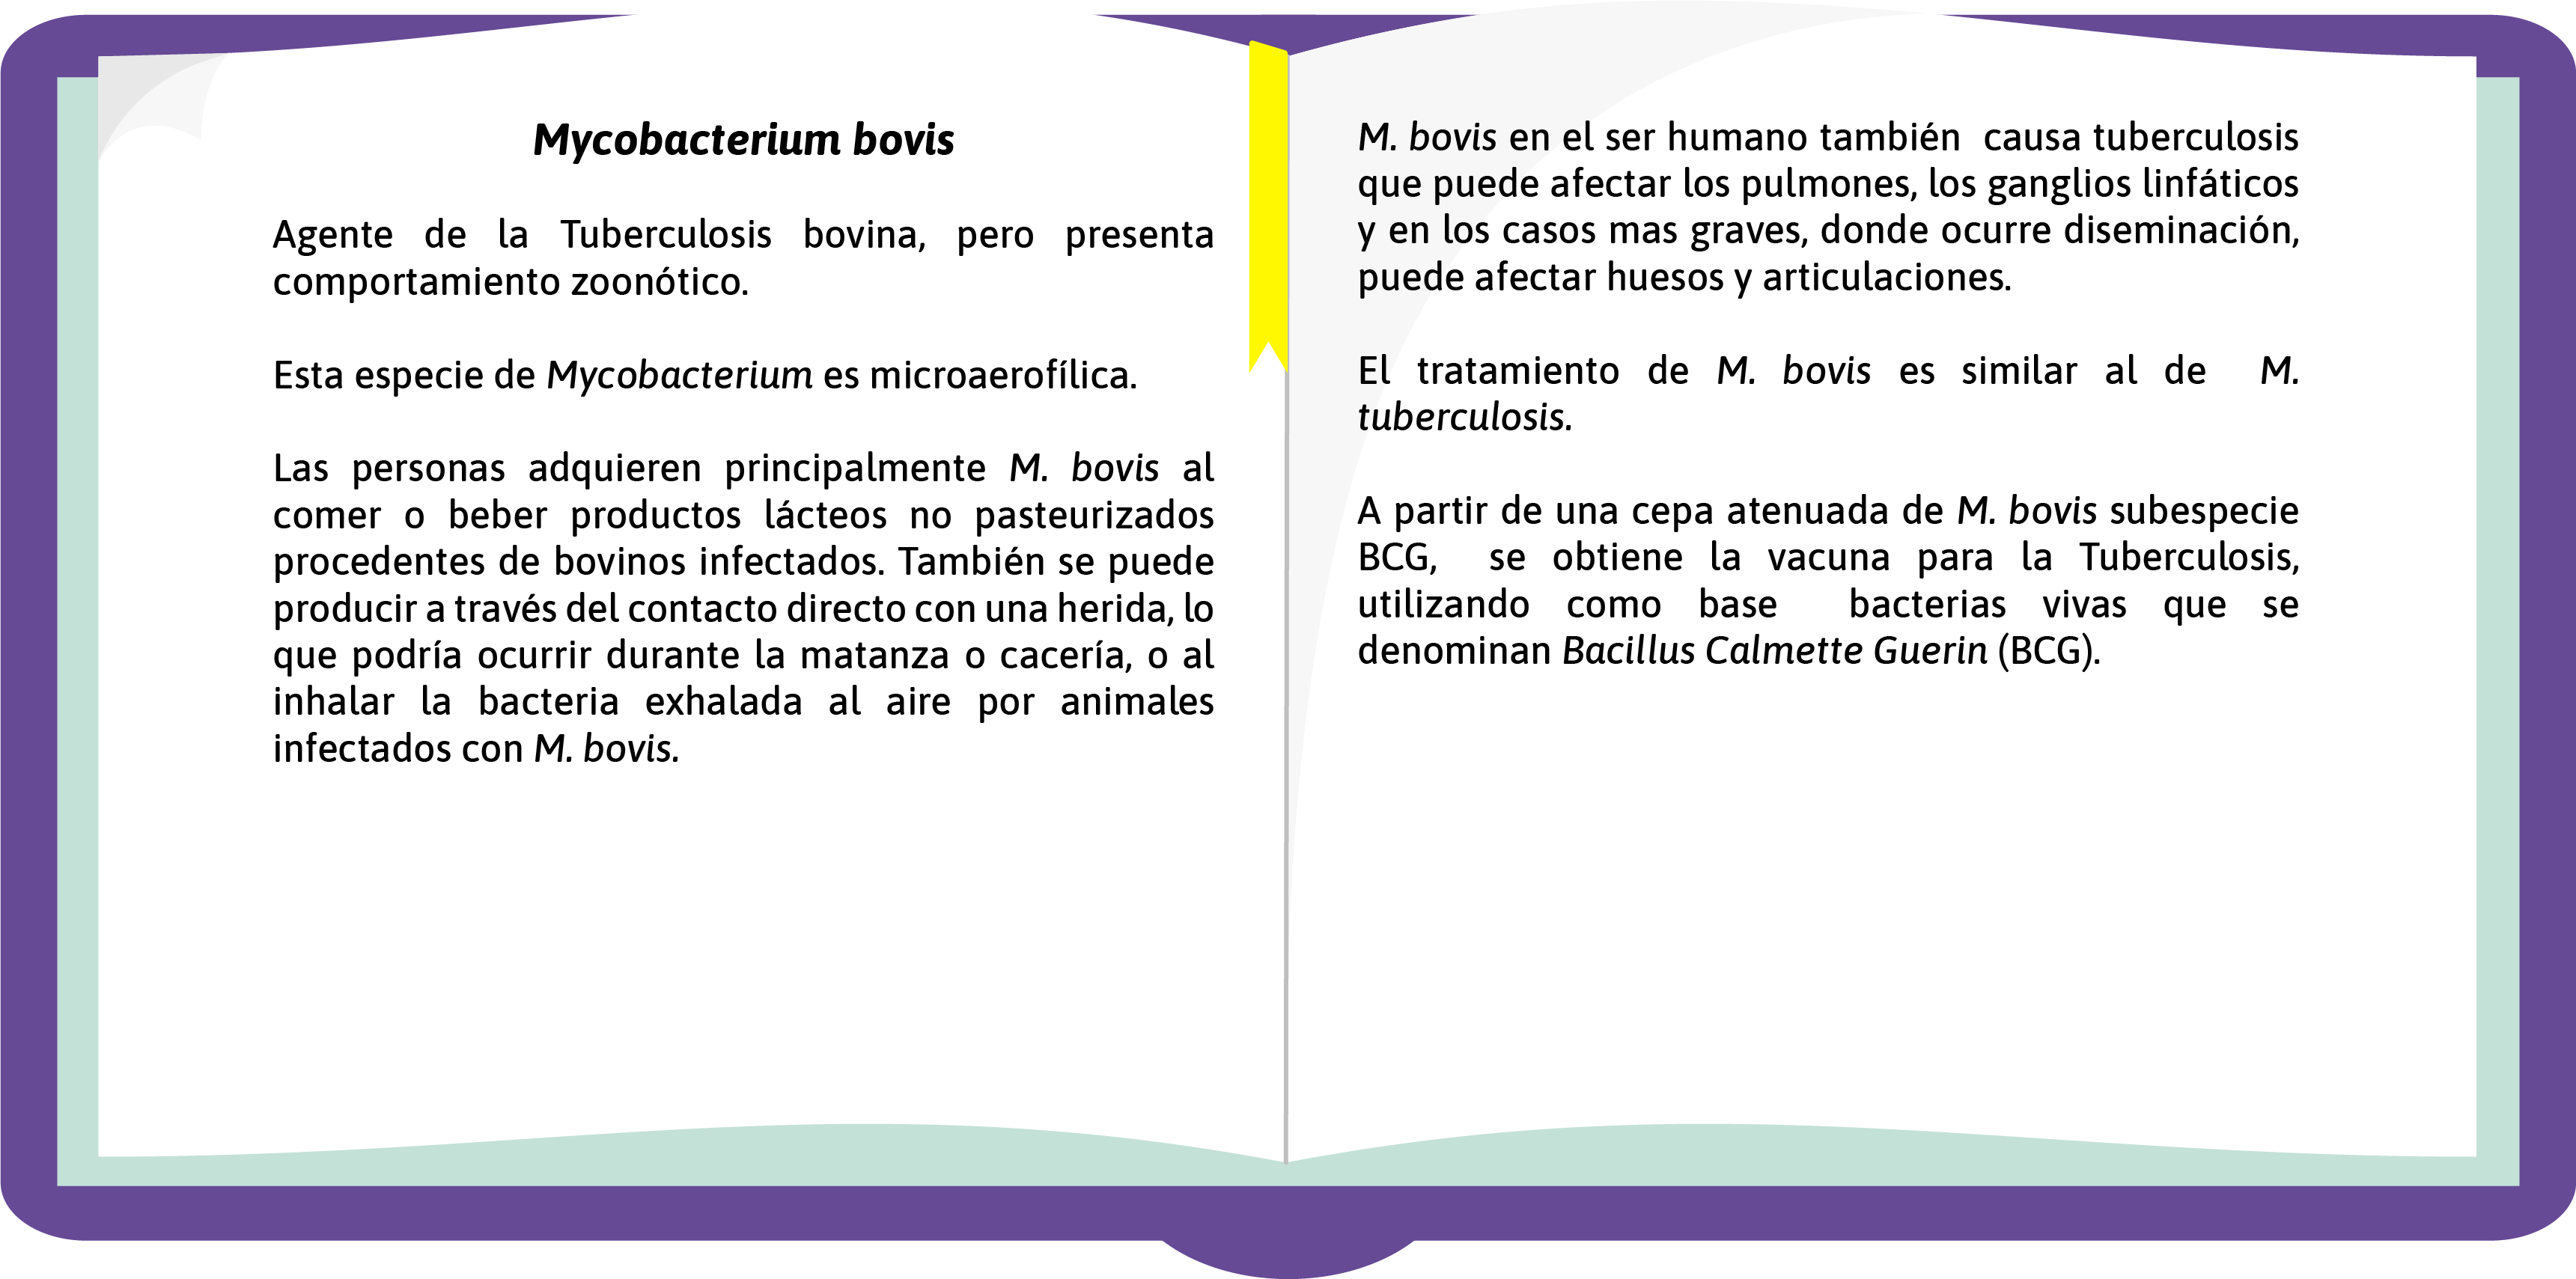 Mycobacterium bovis
Agente de la Tuberculosis bovina, pero presenta
comportamiento zoonótico.
Esta especie de Mycobacterium es microaerofílica.
Las personas adquieren principalmente M. bovis al
comer o beber productos lácteos no pasteurizados
procedentes de bovinos infectados. También se puede
producir a través del contacto directo con una herida, lo
que podría ocurrir durante la matanza o cacería, o al
inhalar la bacteria exhalada al aire por animales
infectados con M. bovis.
M. bovis en el ser humano también causa tuberculosis
que puede afectar los pulmones, los ganglios linfáticos
y en los casos mas graves, donde ocurre diseminación,
puede afectar huesos y articulaciones.
El tratamiento de M. bovis es similar al de M.
tuberculosis.
A partir de una cepa atenuada de M. bovis subespecie
BCG, se obtiene la vacuna para la Tuberculosis,
utilizando como base bacterias vivas que se
denominan Bacillus Calmette Guerin (BCG).